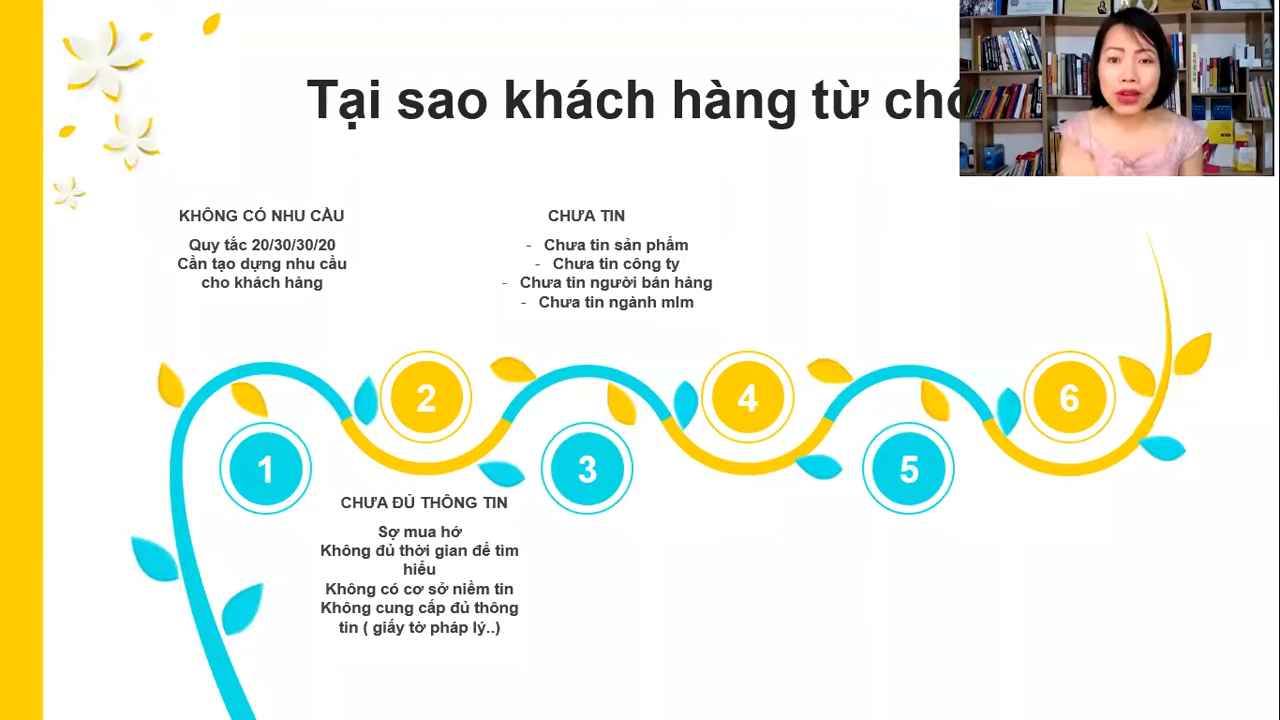 Tại sao khách hàng từ
KHÔNG CÓ NHU CẦU
Quy tắc 20/30/30/20
Cần tạo dựng nhu cầu
cho khách hàng
CHƯA TIN
- Chưa tin sản phẩm
- Chưa tin công ty
- Chưa tin người bán hàng
- Chưa tin ngành mlm
2
4
6
1
3
5
CHƯA ĐỦ THÔNG TIN
Sợ mua hớ
Không đủ thời gian để tìm
hiểu
Không có cơ sở niềm tin
Không cung cấp đủ thông
tin ( giấy tờ pháp lý..)